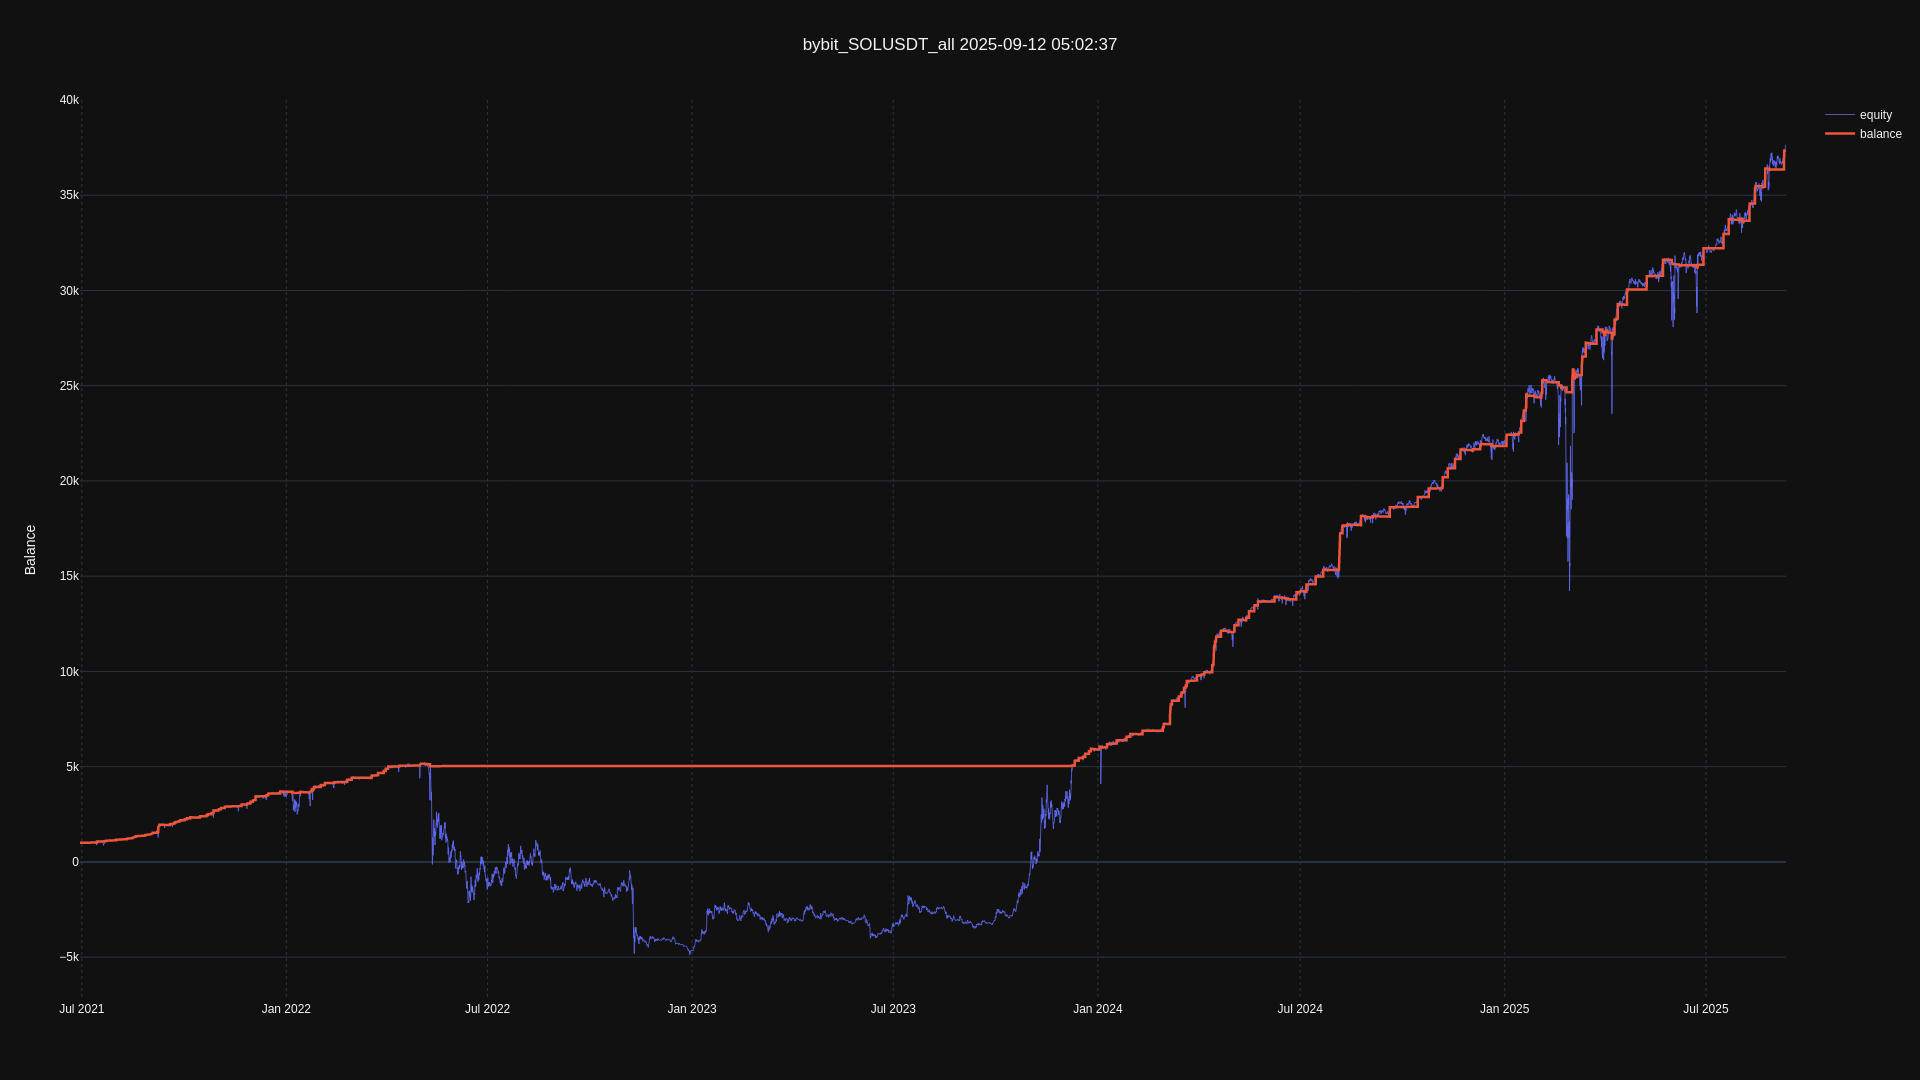 bybit_SOLUSDT_all 2025-09-12 05:02:37
equity
balance
Balance
40k
35k
30k
25k
20k
15k
10k
5k
0
−5k
Jul 2021
Jan 2022
Jul 2022
Jan 2023
Jul 2023
Jan 2024
Jul 2024
Jan 2025
Jul 2025